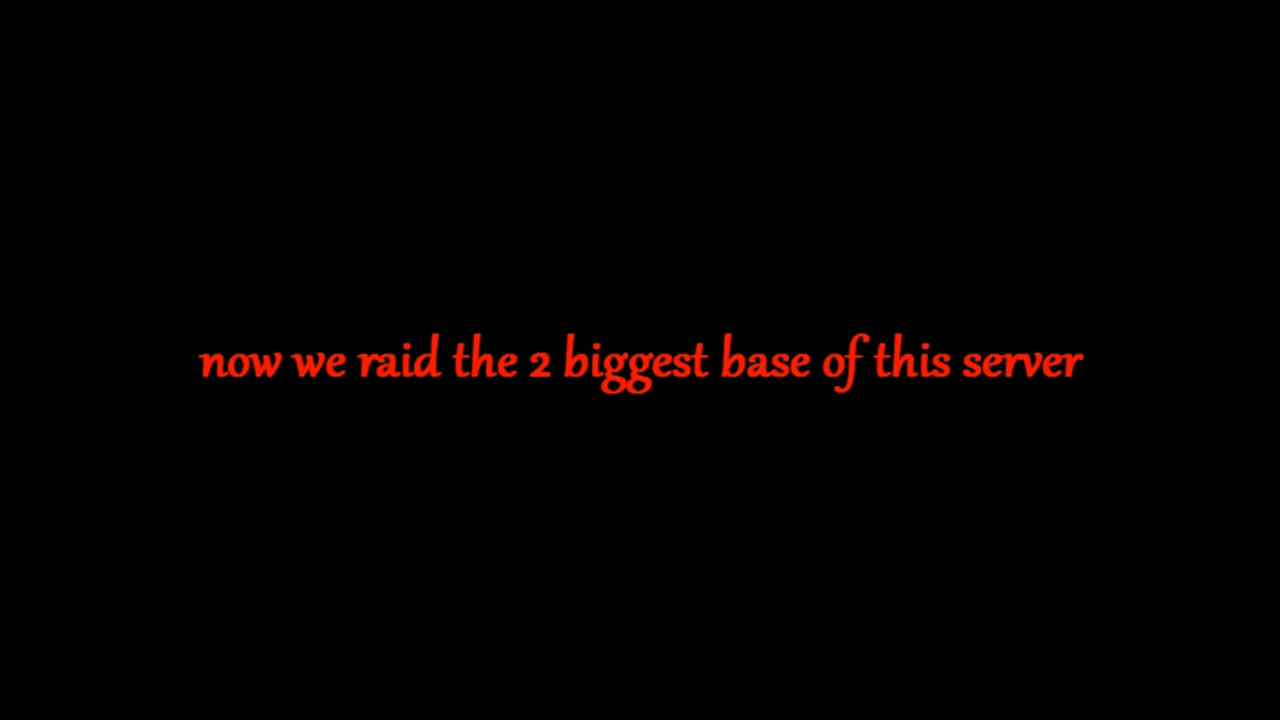 now we raid the 2 biggest base of this server